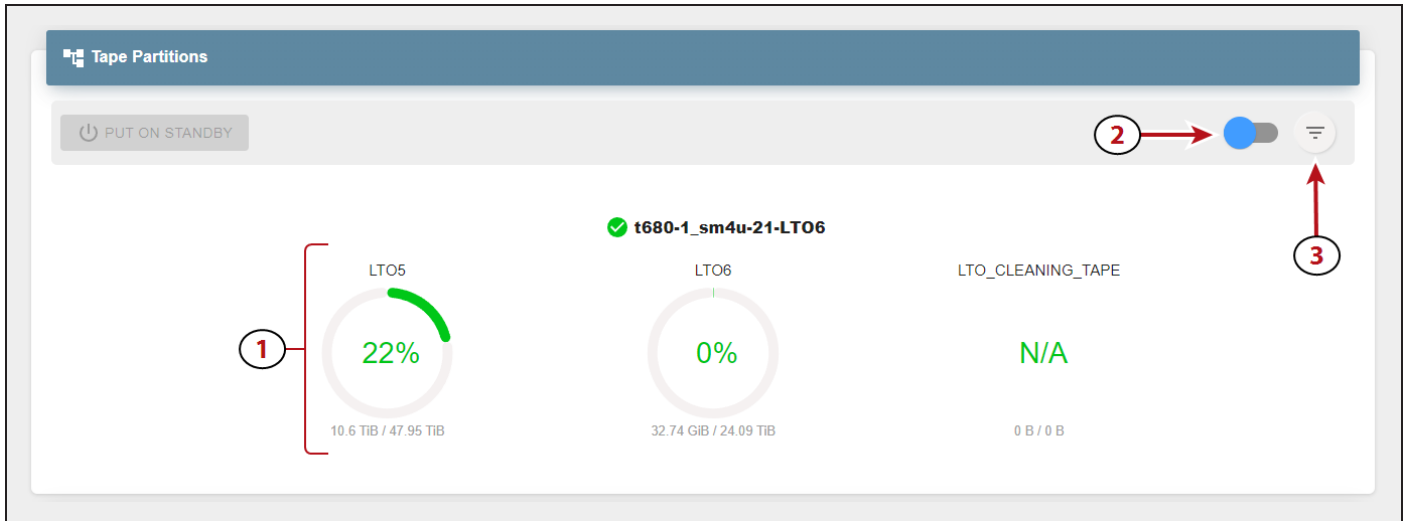 Tape Partitions
PUT ON STANDBY
2
3
t680-1_sm4u-21-LTO6
LTO5
LTO6
LTO_CLEANING_TAPE
1
22%
0%
N/A
10.6 TiB / 47.95 TiB
32.74 GiB / 24.09 TiB
0 B / 0 B